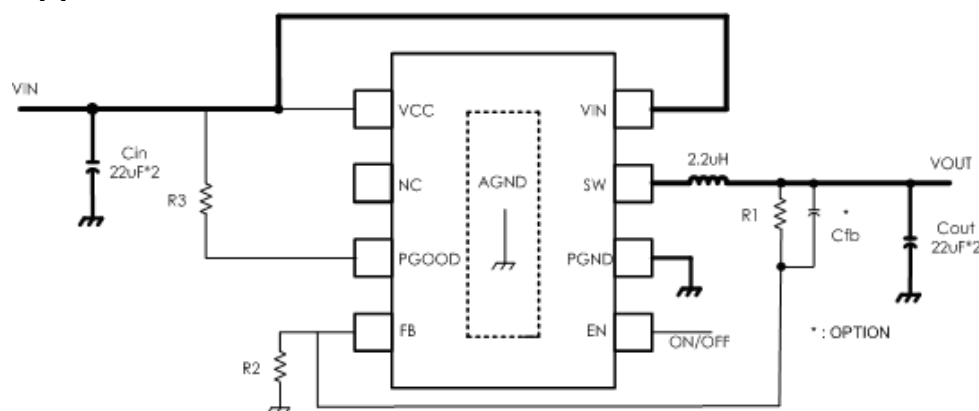 VIN
Cin
22uF*2
R3
VCC
NC
PGOOD
FB
R2
AGND
VIN
SW
PGND
EN
ON/OFF
2.2uH
R1
*
Cfb
VOUT
Cout
22uF*2
* : OPTION